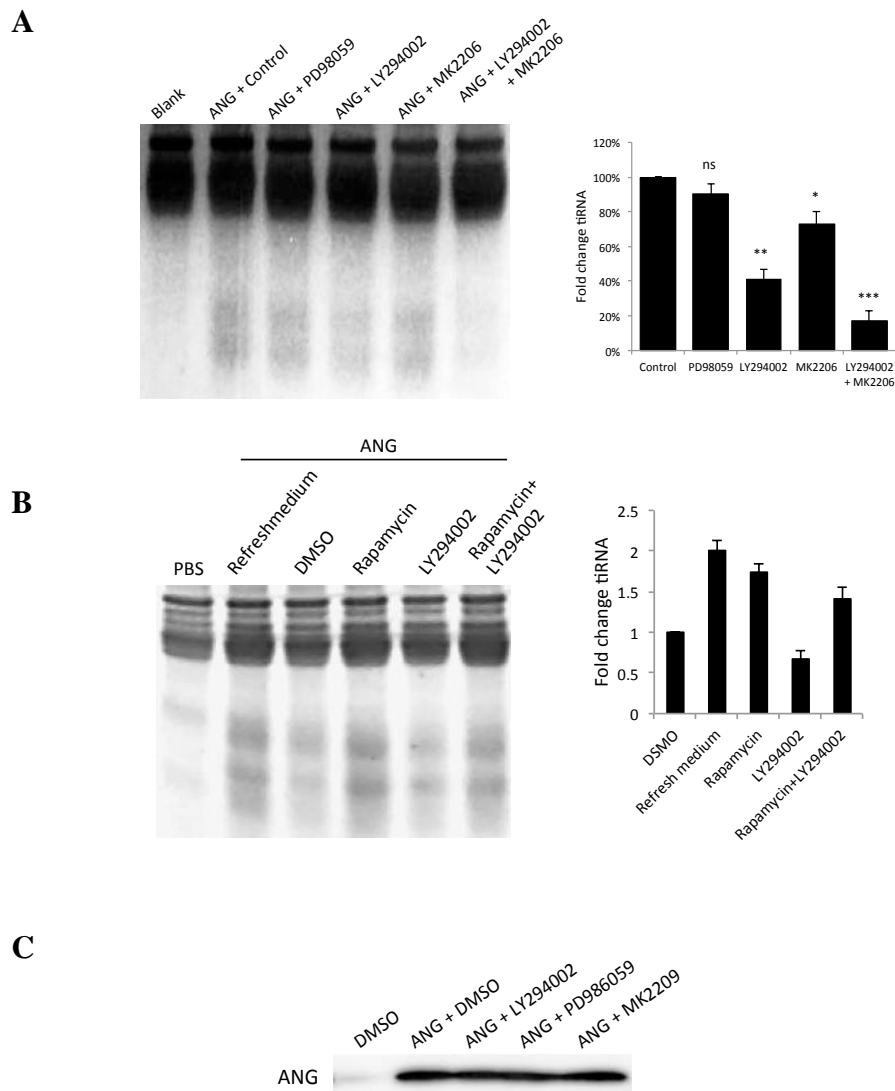 A
Blank
ANG + Control
ANG + PD98059
ANG + LY294002
ANG + MK2206
ANG + LY294002
+ MK2206
Fold change tiRNA
120%
100%
80%
60%
40%
20%
0%
ns
**
*
***
Control
PD98059
LY294002
MK2206
LY294002
+ MK2206
B
ANG
PBS
Refreshmedium
DMSO
Rapamycin
LY294002
Rapamycin+
LY294002
Fold change tiRNA
2.5
2
1.5
1
0.5
0
DSMO
Refresh medium
Rapamycin
LY294002
Rapamycin+LY294002
C
DMSO
ANG + DMSO
ANG + LY294002
ANG + PD986059
ANG + MK2209
ANG